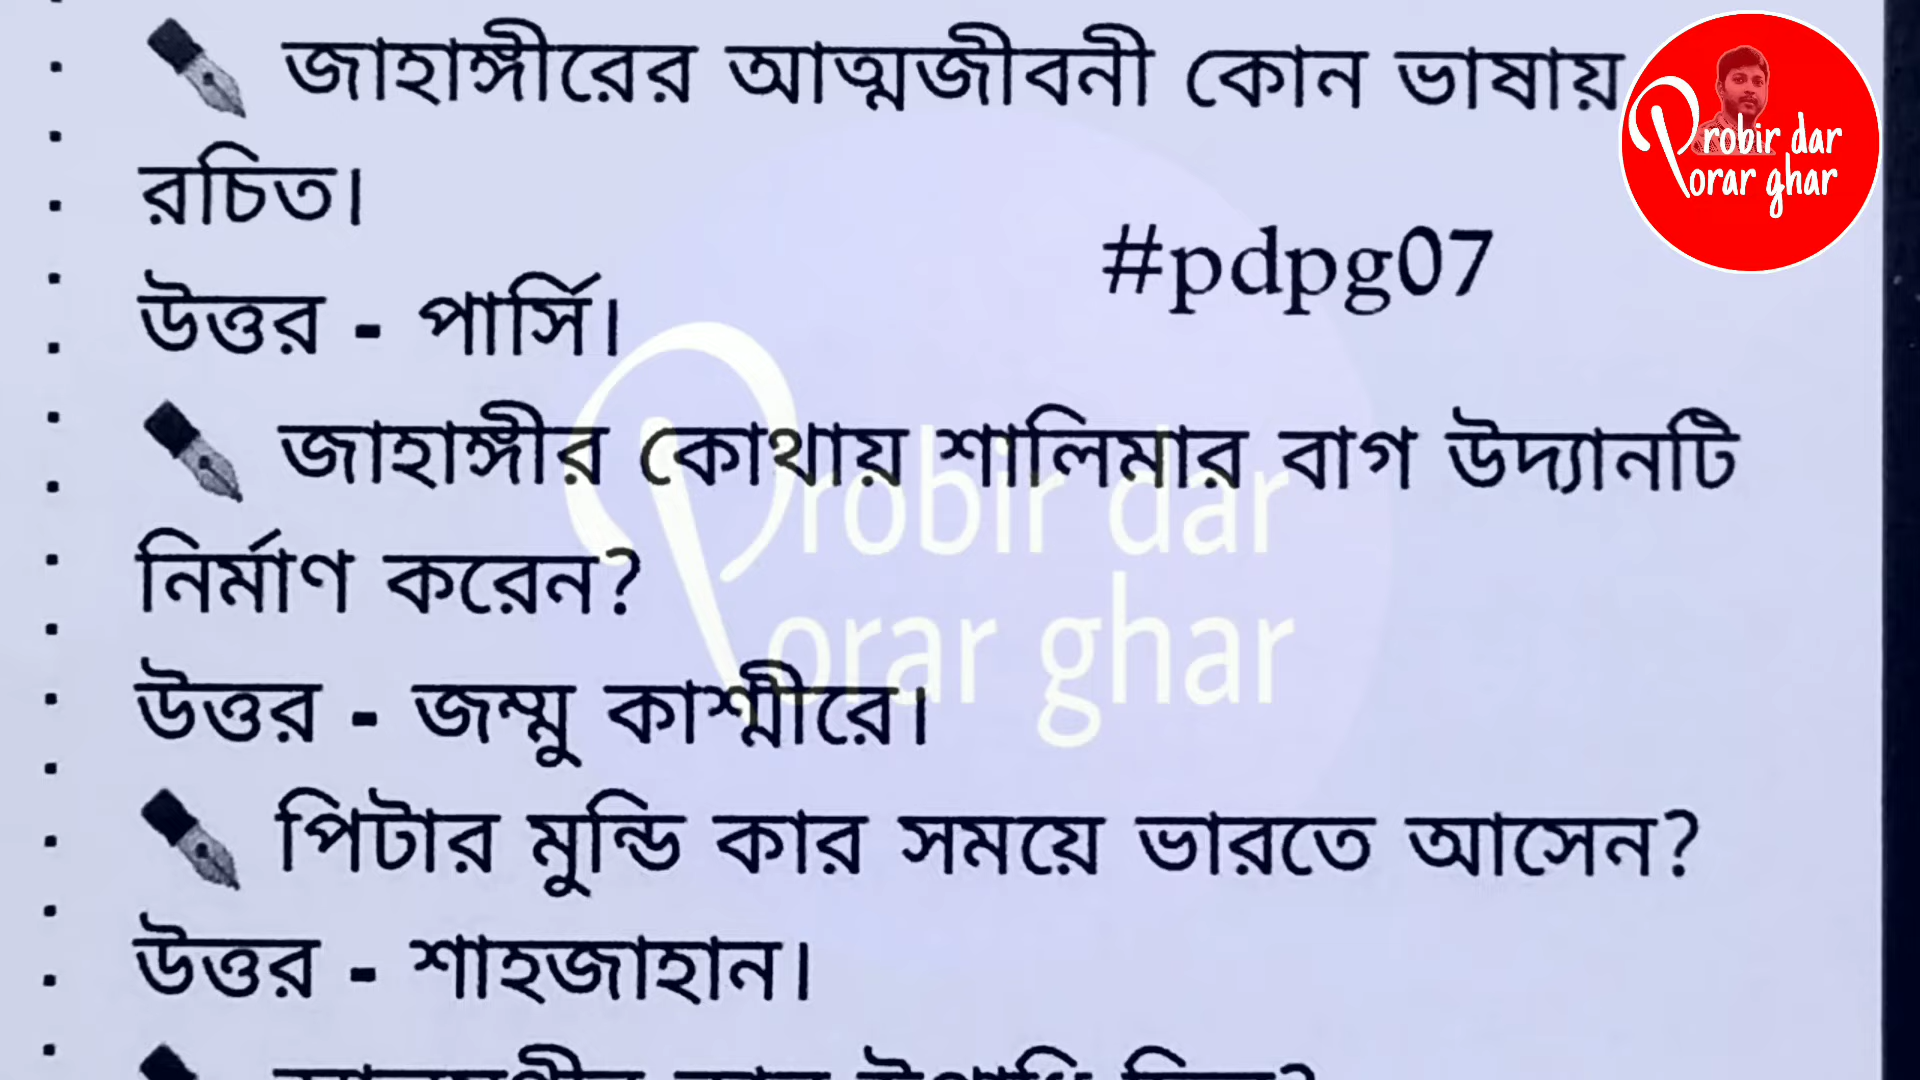 জাহাঙ্গীরের আত্মজীবনী কোন ভাষায়
রচিত।
উত্তর - পার্সি।
জাহাঙ্গীর কোথায় শালিমার বাগ উদ্যানটি
নির্মাণ করেন?
উত্তর - জম্মু কাশ্মীরে।
পিটার মুন্ডি কার সময়ে ভারতে আসেন?
উত্তর - শাহজাহান।
#pdpg07
Probir dar
Porar ghar
Probir dar
Porar ghar